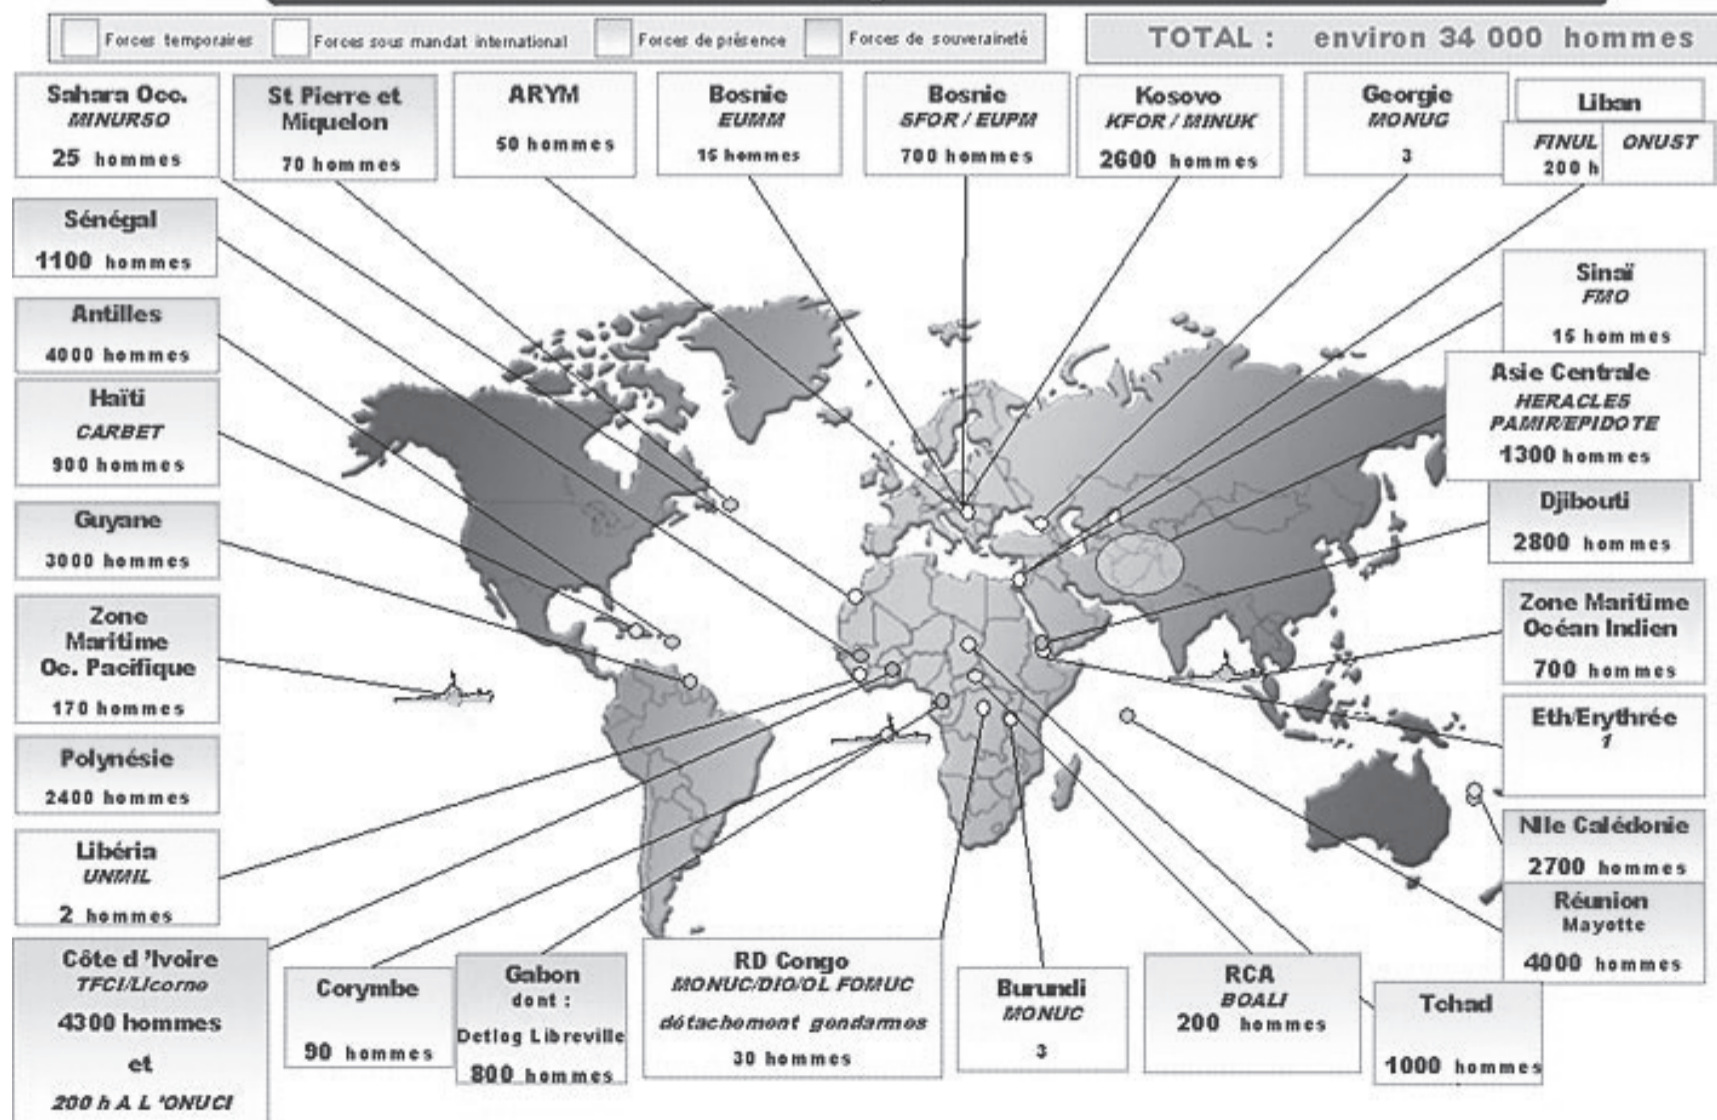 Forces temporaires
Forces sous mandat international
Forces de présence
Forces de souveraineté
TOTAL : environ 34 000 hommes
Sahara Occ.
MINURSO
25 hommes
St Pierre et
Miquelon
70 hommes
ARYM
50 hommes
Bosnie
EUMM
15 hommes
Bosnie
SFOR / EUPM
700 hommes
Kosovo
KFOR / MINUK
2600 hommes
Georgie
MONUG
3
Liban
FINUL
200 h
ONUST
Sénégal
1100 hommes
Antilles
4000 hommes
Haïti
CARBET
900 hommes
Guyane
3000 hommes
Zone
Maritime
Oc. Pacifique
170 hommes
Polynésie
2400 hommes
Libéria
UNMIL
2 hommes
Côte d 'Ivoire
TFCI/Licorne
4300 hommes
et
200 h A L 'ONUCI
Corymbe
90 hommes
Gabon
dont :
Detlog Libreville
800 hommes
RD Congo
MONUC/DIO/OL FOMUC
détachement gendarmes
30 hommes
Burundi
MONUC
3
RCA
BOALI
200 hommes
Tchad
1000 hommes
Sinaï
FMO
15 hommes
Asie Centrale
HERACLES
PAMIR/EPIDOTE
1300 hommes
Djibouti
2800 hommes
Zone Maritime
Océan Indien
700 hommes
Eth/Erythrée
1
Nlle Calédonie
2700 hommes
Réunion
Mayotte
4000 hommes